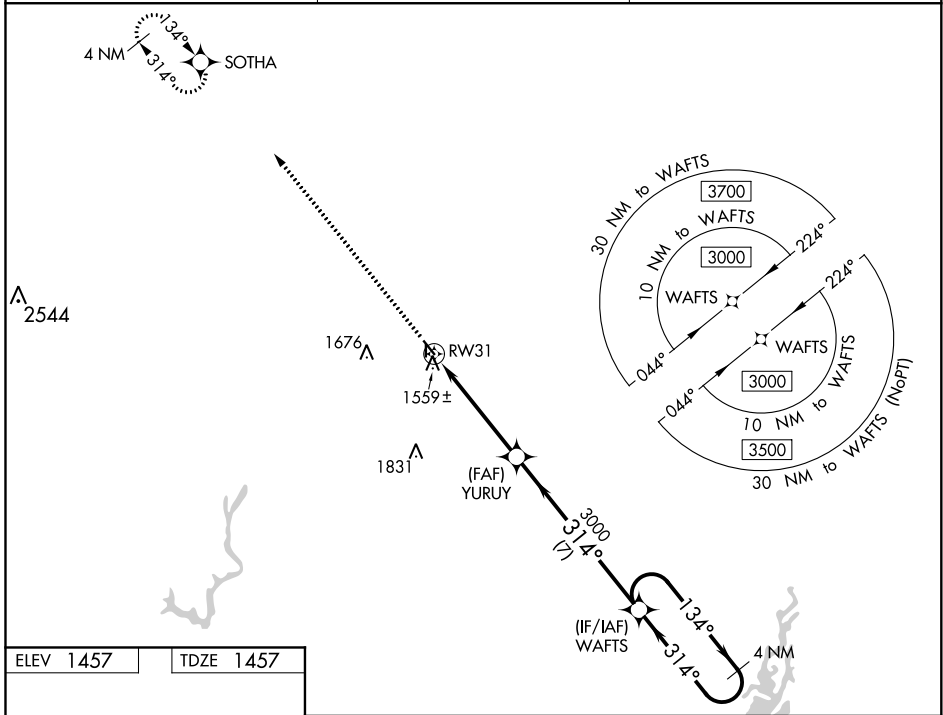 134°
4 NM
314°
SOTHA
30 NM to WAFTS
3700
10 NM to WAFTS
3000
224°
WAFTS
044°
224°
WAFTS
044°
3000
10 NM to WAFTS
3500
30 NM to WAFTS (NoPT)
2544
1676
RW31
1559 ±
1831
(FAF)
YURUY
3000
314°
(7)
(IF/IAF)
WAFTS
134°
314°
4 NM
ELEV 1457
TDZE 1457